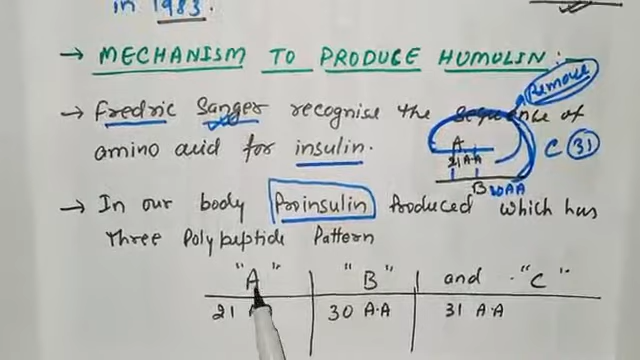 in 1983.
→ MECHANISM TO PRODUCE HUMULIN :-
Remove
→ Fredric Sanger recognise the sequence of
amino acid for insulin.
A
21 A·A
B 30 AA
C (31)
→ In our body Proinsulin Produced which has
three Polypeptide Pattern
"A" "B" and "C"
21 A 30 A·A 31 A·A